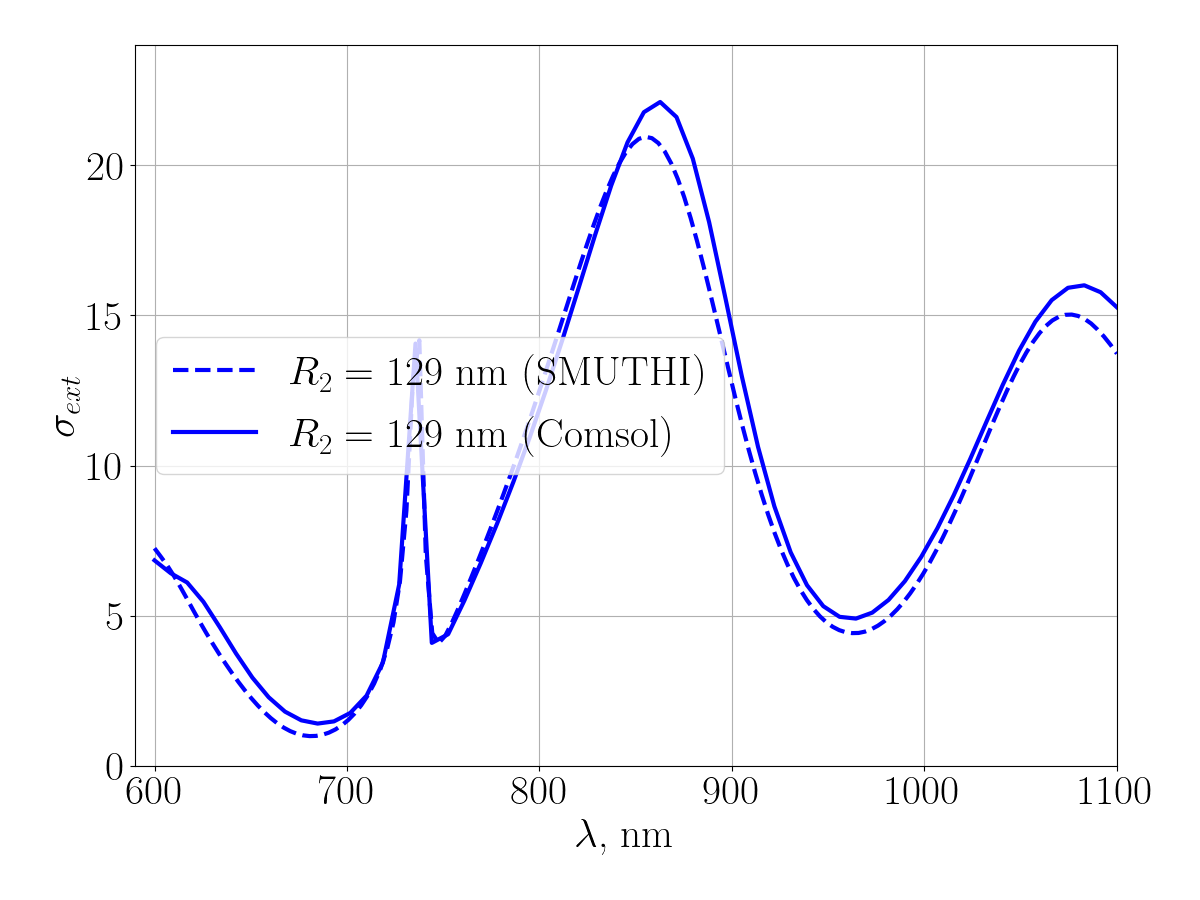 20
15
10
5
0
σ_ext
R_2 = 129 nm (SMUTHI)
R_2 = 129 nm (Comsol)
600 700 800 900 1000 1100
λ, nm